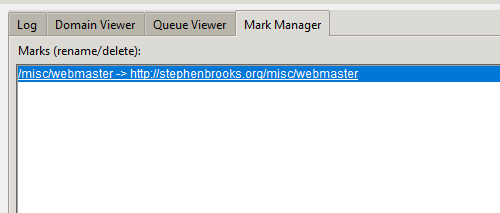 Log
Domain Viewer
Queue Viewer
Mark Manager
Marks (rename/delete):
/misc/webmaster -> http://stephenbrooks.org/misc/webmaster